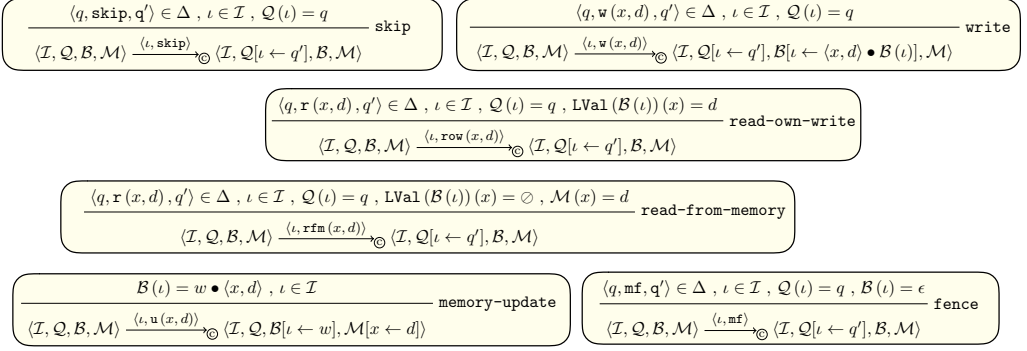 ⟨q, skip, q′⟩ ∈ Δ , ι ∈ ℐ , 𝒬(ι) = q
⟨ℐ, 𝒬, ℬ, ℳ⟩ —⟨ι, skip⟩→© ⟨ℐ, 𝒬[ι ← q′], ℬ, ℳ⟩
skip
⟨q, w(x, d), q′⟩ ∈ Δ , ι ∈ ℐ , 𝒬(ι) = q
⟨ℐ, 𝒬, ℬ, ℳ⟩ —⟨ι, w(x, d)⟩→© ⟨ℐ, 𝒬[ι ← q′], ℬ[ι ← ⟨x, d⟩ • ℬ(ι)], ℳ⟩
write
⟨q, r(x, d), q′⟩ ∈ Δ , ι ∈ ℐ , 𝒬(ι) = q , LVal(ℬ(ι))(x) = d
⟨ℐ, 𝒬, ℬ, ℳ⟩ —⟨ι, row(x, d)⟩→© ⟨ℐ, 𝒬[ι ← q′], ℬ, ℳ⟩
read-own-write
⟨q, r(x, d), q′⟩ ∈ Δ , ι ∈ ℐ , 𝒬(ι) = q , LVal(ℬ(ι))(x) = ⊘ , ℳ(x) = d
⟨ℐ, 𝒬, ℬ, ℳ⟩ —⟨ι, rfm(x, d)⟩→© ⟨ℐ, 𝒬[ι ← q′], ℬ, ℳ⟩
read-from-memory
ℬ(ι) = w • ⟨x, d⟩ , ι ∈ ℐ
⟨ℐ, 𝒬, ℬ, ℳ⟩ —⟨ι, u(x, d)⟩→© ⟨ℐ, 𝒬, ℬ[ι ← w], ℳ[x ← d]⟩
memory-update
⟨q, mf, q′⟩ ∈ Δ , ι ∈ ℐ , 𝒬(ι) = q , ℬ(ι) = ϵ
⟨ℐ, 𝒬, ℬ, ℳ⟩ —⟨ι, mf⟩→© ⟨ℐ, 𝒬[ι ← q′], ℬ, ℳ⟩
fence